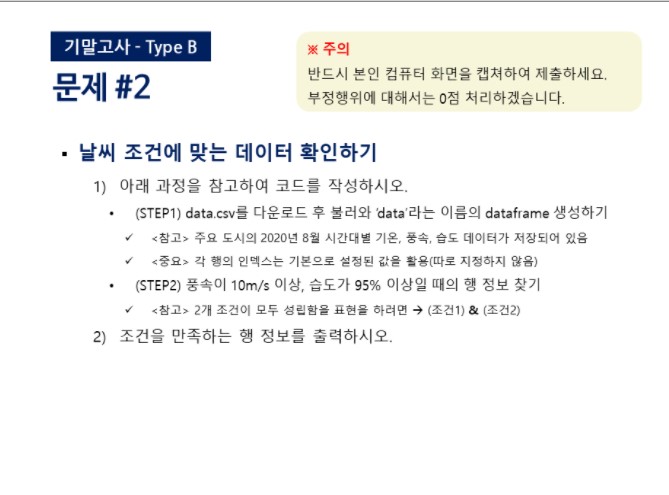 기말고사 - Type B
문제 #2
※ 주의
반드시 본인 컴퓨터 화면을 캡쳐하여 제출하세요.
부정행위에 대해서는 0점 처리하겠습니다.
▪ 날씨 조건에 맞는 데이터 확인하기
1) 아래 과정을 참고하여 코드를 작성하시오.
• (STEP1) data.csv를 다운로드 후 불러와 'data'라는 이름의 dataframe 생성하기
✓ <참고> 주요 도시의 2020년 8월 시간대별 기온, 풍속, 습도 데이터가 저장되어 있음
✓ <중요> 각 행의 인덱스는 기본으로 설정된 값을 활용(따로 지정하지 않음)
• (STEP2) 풍속이 10m/s 이상, 습도가 95% 이상일 때의 행 정보 찾기
✓ <참고> 2개 조건이 모두 성립함을 표현을 하려면 → (조건1) & (조건2)
2) 조건을 만족하는 행 정보를 출력하시오.